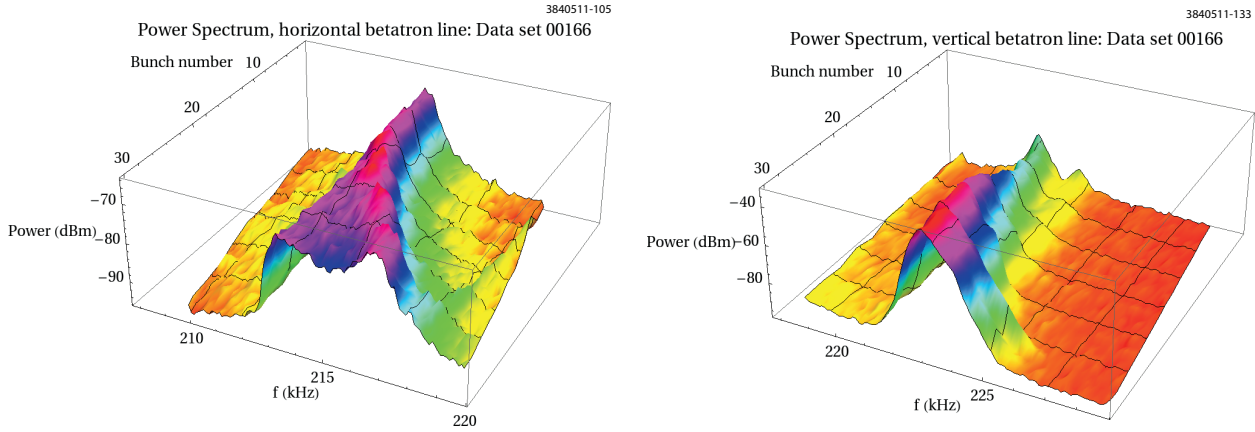 3840511-105
Power Spectrum, horizontal betatron line: Data set 00166
Bunch number 10
20
30
−70
Power (dBm) −80
−90
210
215
f (kHz)
220
3840511-133
Power Spectrum, vertical betatron line: Data set 00166
Bunch number 10
20
30
−40
Power (dBm) −60
−80
220
225
f (kHz)